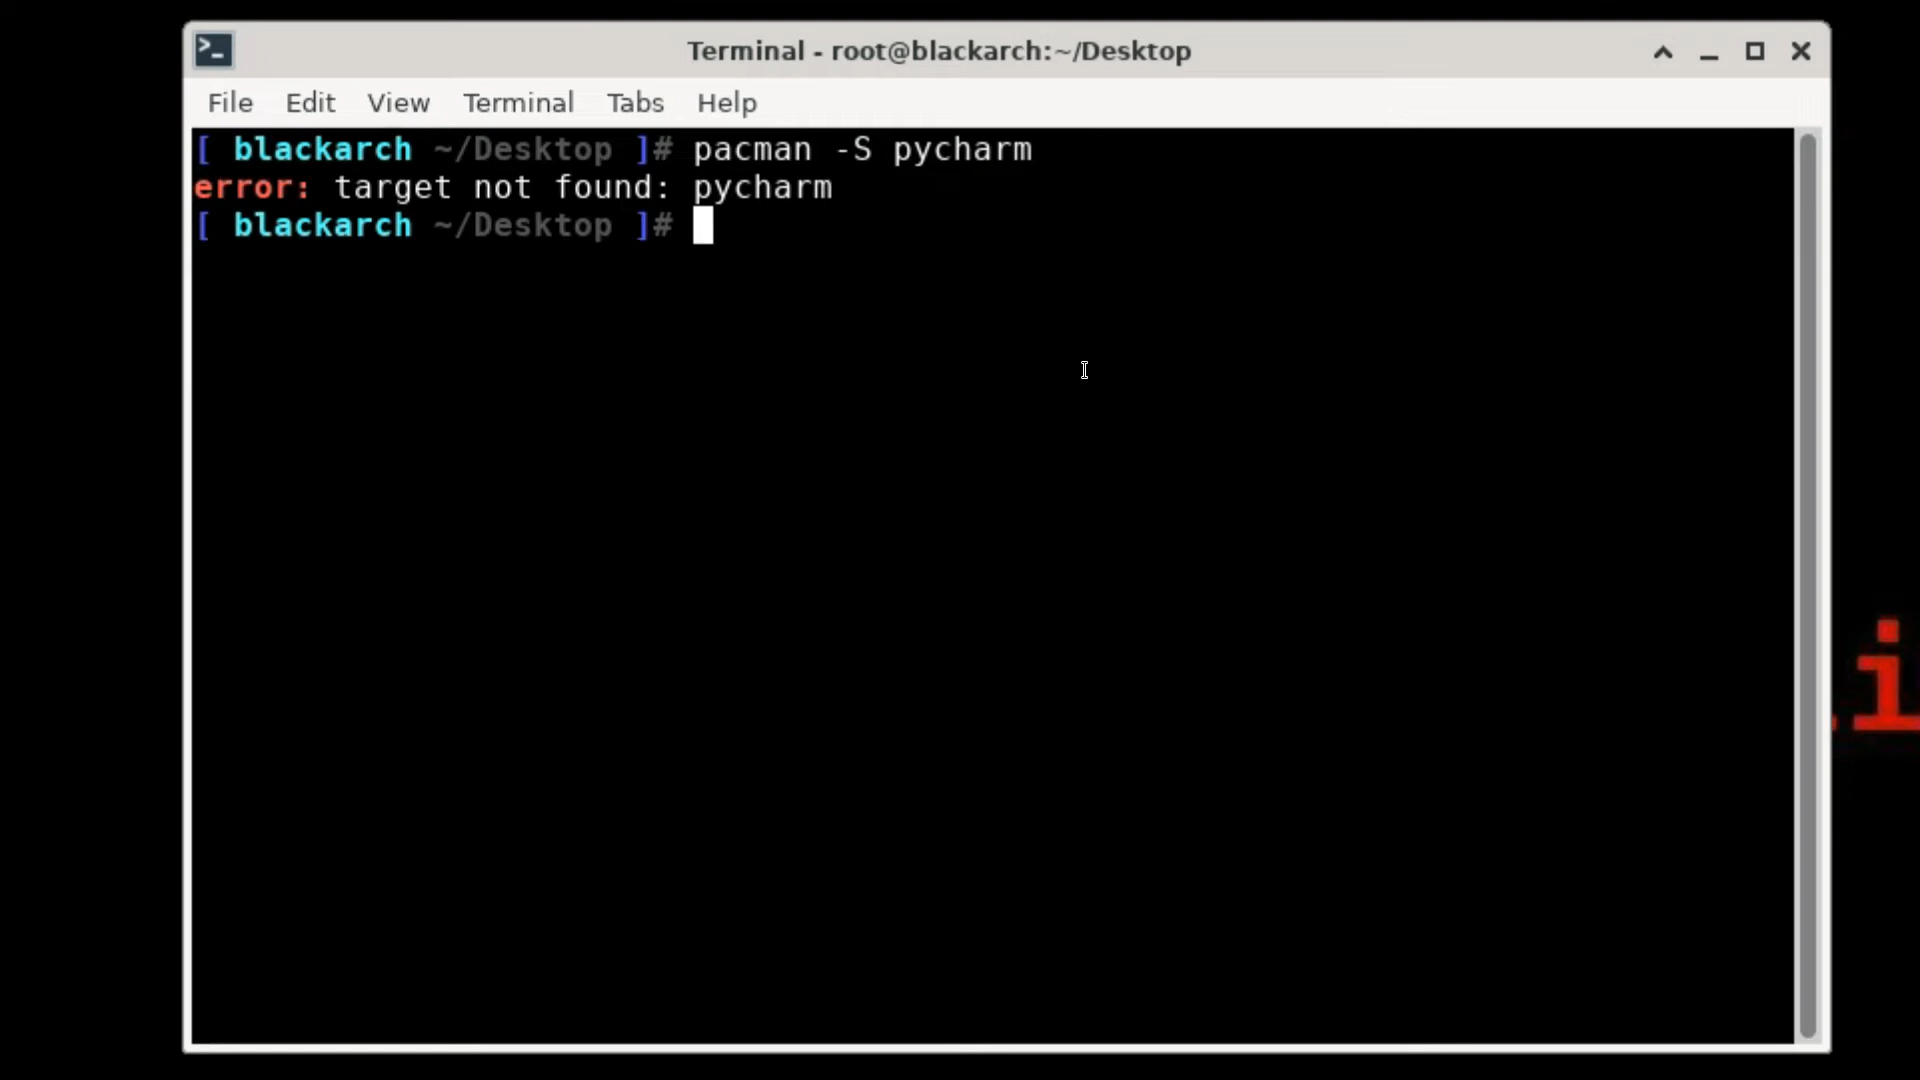 Terminal - root@blackarch:~/Desktop
File Edit View Terminal Tabs Help
[ blackarch ~/Desktop ]# pacman -S pycharm
error: target not found: pycharm
[ blackarch ~/Desktop ]#
i